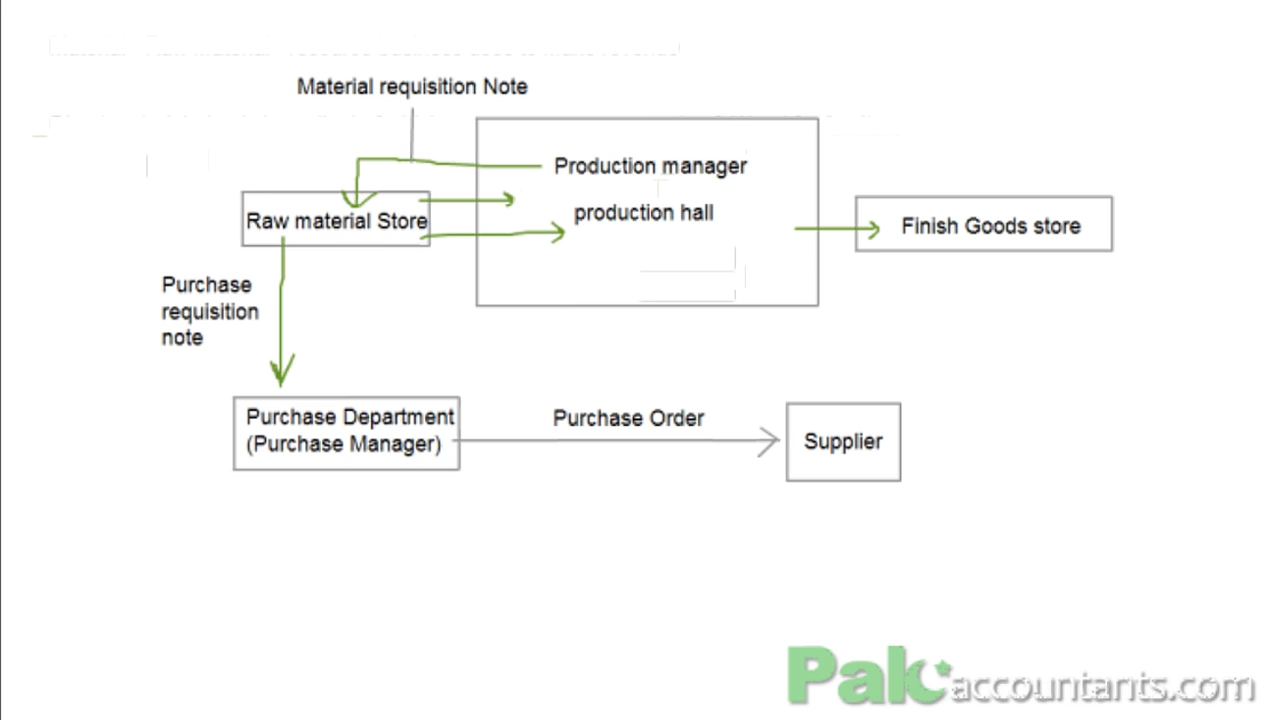 Material requisition Note
Production manager
production hall
Raw material Store
Finish Goods store
Purchase
requisition
note
Purchase Department
(Purchase Manager)
Purchase Order
Supplier
Pakaccountants.com